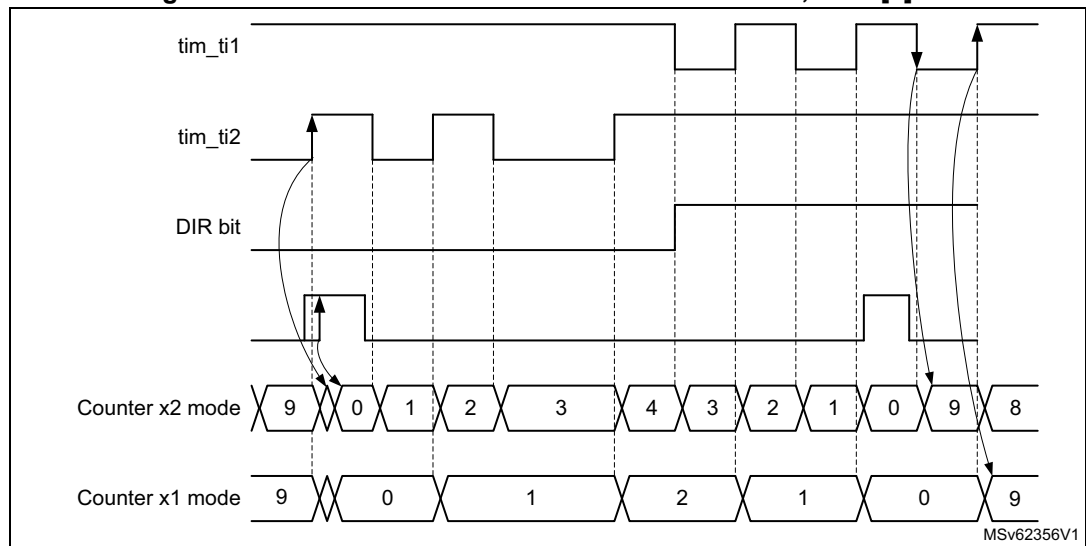 tim_ti1
tim_ti2
DIR bit
Counter x2 mode 9 0 1 2 3 4 3 2 1 0 9 8
Counter x1 mode 9 0 1 2 1 0 9
MSv62356V1